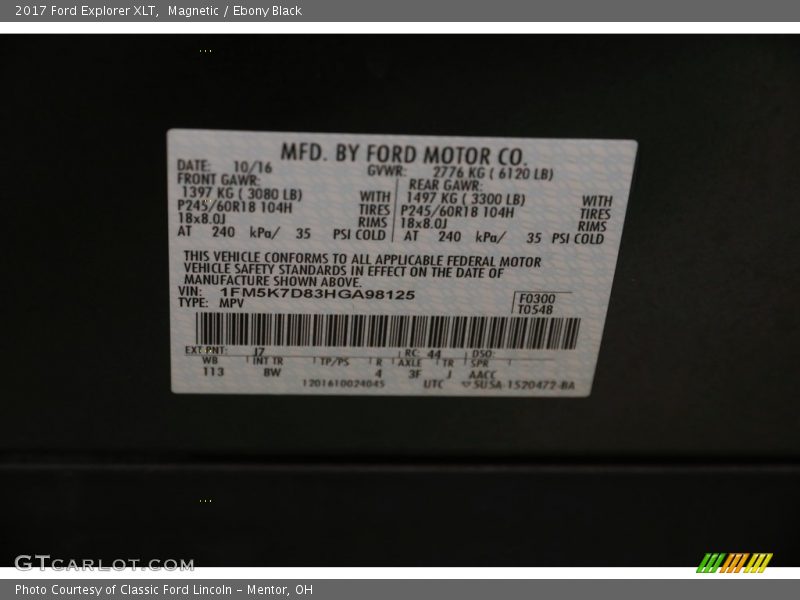 2017 Ford Explorer XLT,  Magnetic / Ebony Black
MFD. BY FORD MOTOR CO.
DATE: 10/16 GVWR: 2776 KG ( 6120 LB)
FRONT GAWR: REAR GAWR:
1397 KG ( 3080 LB) WITH 1497 KG ( 3300 LB) WITH
P245/60R18 104H TIRES P245/60R18 104H TIRES
18x8.0J RIMS 18x8.0J RIMS
AT 240 kPa/ 35 PSI COLD AT 240 kPa/ 35 PSI COLD
THIS VEHICLE CONFORMS TO ALL APPLICABLE FEDERAL MOTOR
VEHICLE SAFETY STANDARDS IN EFFECT ON THE DATE OF
MANUFACTURE SHOWN ABOVE.
VIN: 1FM5K7D83HGA98125
TYPE: MPV
F0300
T0548
EXT PNT: J7 RC: 44 DSO:
WB INT TR TP/PS R AXLE TR SPR
113 8W 4 3F J AACC
1201610024045 UTC 5U5A-1520472-BA
GTCARLOT.COM
Photo Courtesy of Classic Ford Lincoln - Mentor, OH